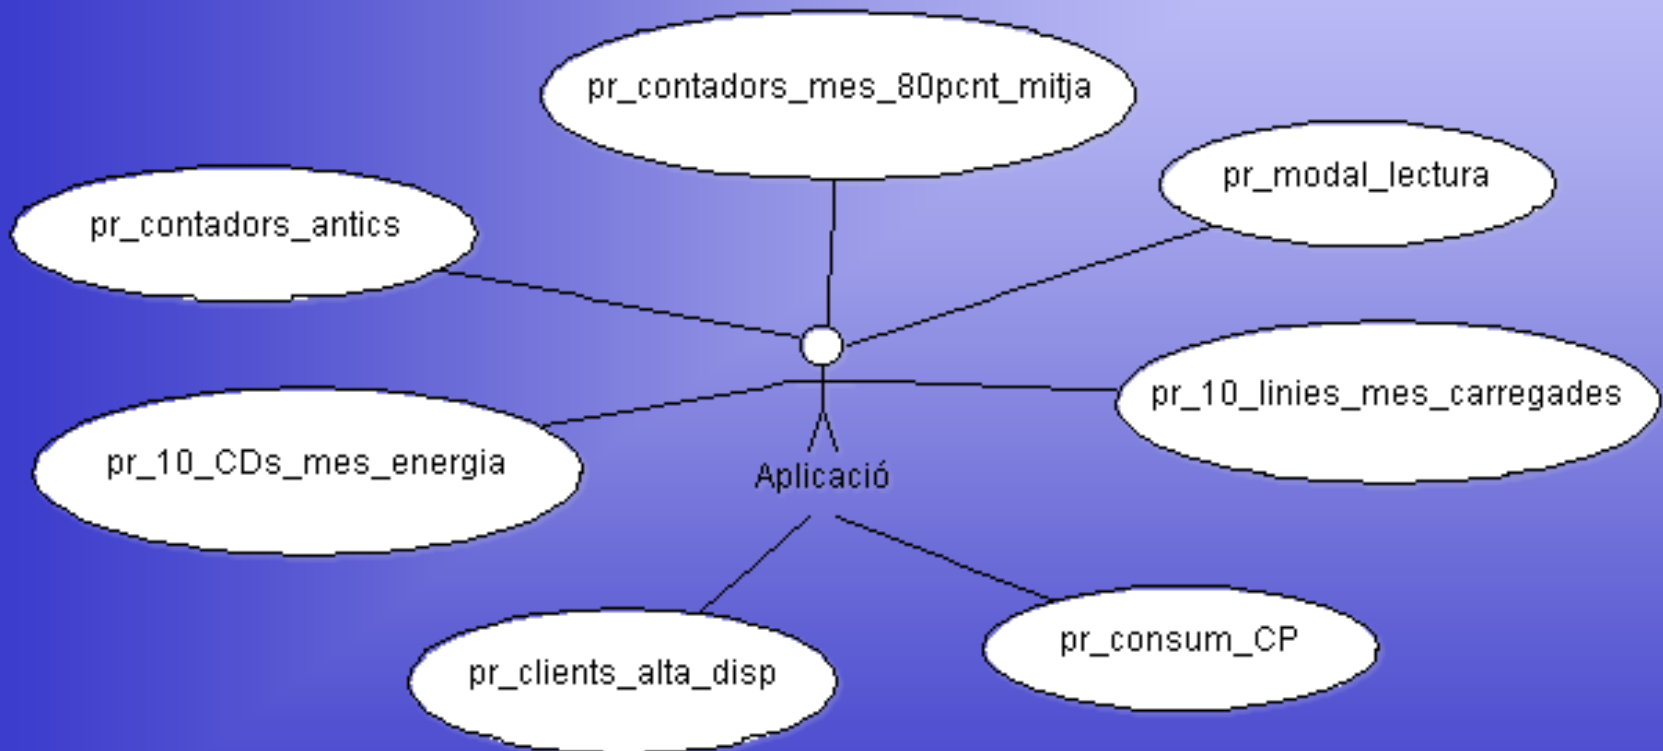 pr_contadors_mes_80pcnt_mitja
pr_modal_lectura
pr_contadors_antics
pr_10_linies_mes_carregades
pr_10_CDs_mes_energia
Aplicació
pr_consum_CP
pr_clients_alta_disp